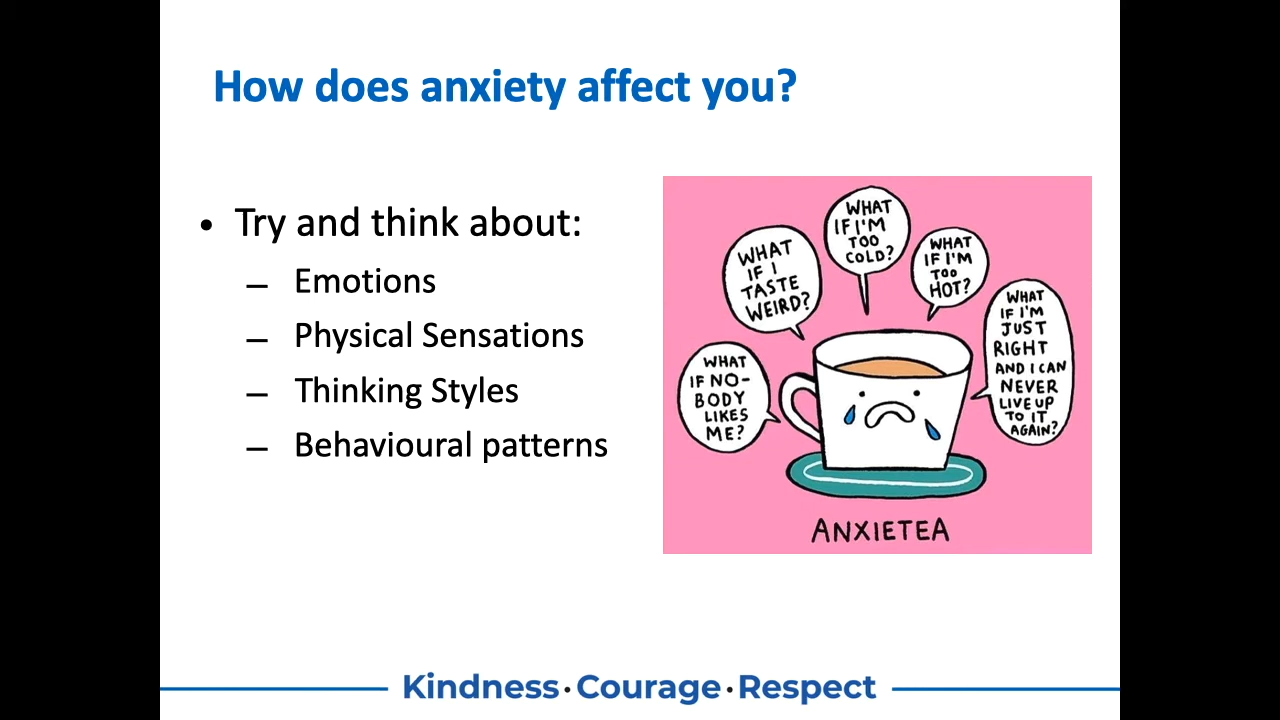 How does anxiety affect you?
• Try and think about:
– Emotions
– Physical Sensations
– Thinking Styles
– Behavioural patterns
WHAT
IF NO-
BODY
LIKES
ME?
WHAT
IF I
TASTE
WEIRD?
WHAT
IF I'M
TOO
COLD?
WHAT
IF I'M
TOO
HOT?
WHAT
IF I'M
JUST
RIGHT
AND I CAN
NEVER
LIVE UP
TO IT
AGAIN?
ANXIETEA
Kindness · Courage · Respect